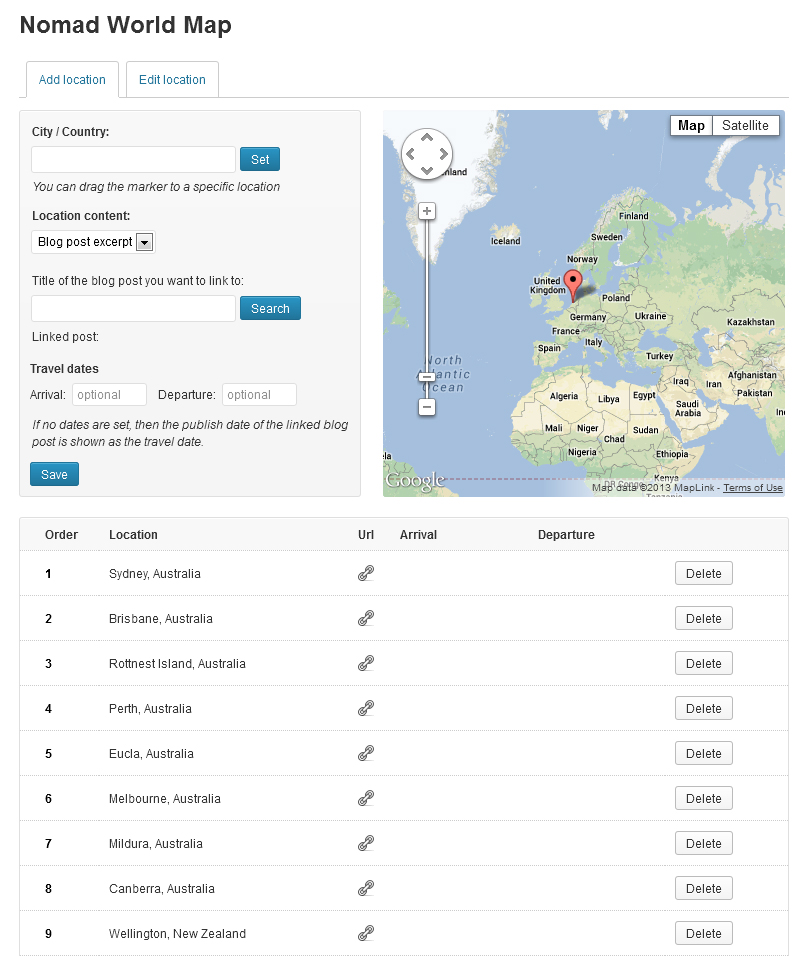 Nomad World Map
Add location
Edit location
City / Country:
Set
You can drag the marker to a specific location
Location content:
Blog post excerpt
Title of the blog post you want to link to:
Search
Linked post:
Travel dates
Arrival: optional Departure: optional
If no dates are set, then the publish date of the linked blog
post is shown as the travel date.
Save
Map Satellite
Finland
Iceland
Sweden
Norway
United
Kingdom
Poland
Germany
Ukraine
Kazakhstan
France
Italy
Spain
Turkey
North
Atlantic
Ocean
Afghanistan
Iraq
Iran
Pakistan
Algeria
Libya
Egypt
Saudi
Arabia
Mali
Niger
Chad
Sudan
Nigeria
Ethiopia
Kenya
DR Congo
Tanzania
Google
Map data ©2013 MapLink - Terms of Use
Order Location Url Arrival Departure
1 Sydney, Australia Delete
2 Brisbane, Australia Delete
3 Rottnest Island, Australia Delete
4 Perth, Australia Delete
5 Eucla, Australia Delete
6 Melbourne, Australia Delete
7 Mildura, Australia Delete
8 Canberra, Australia Delete
9 Wellington, New Zealand Delete